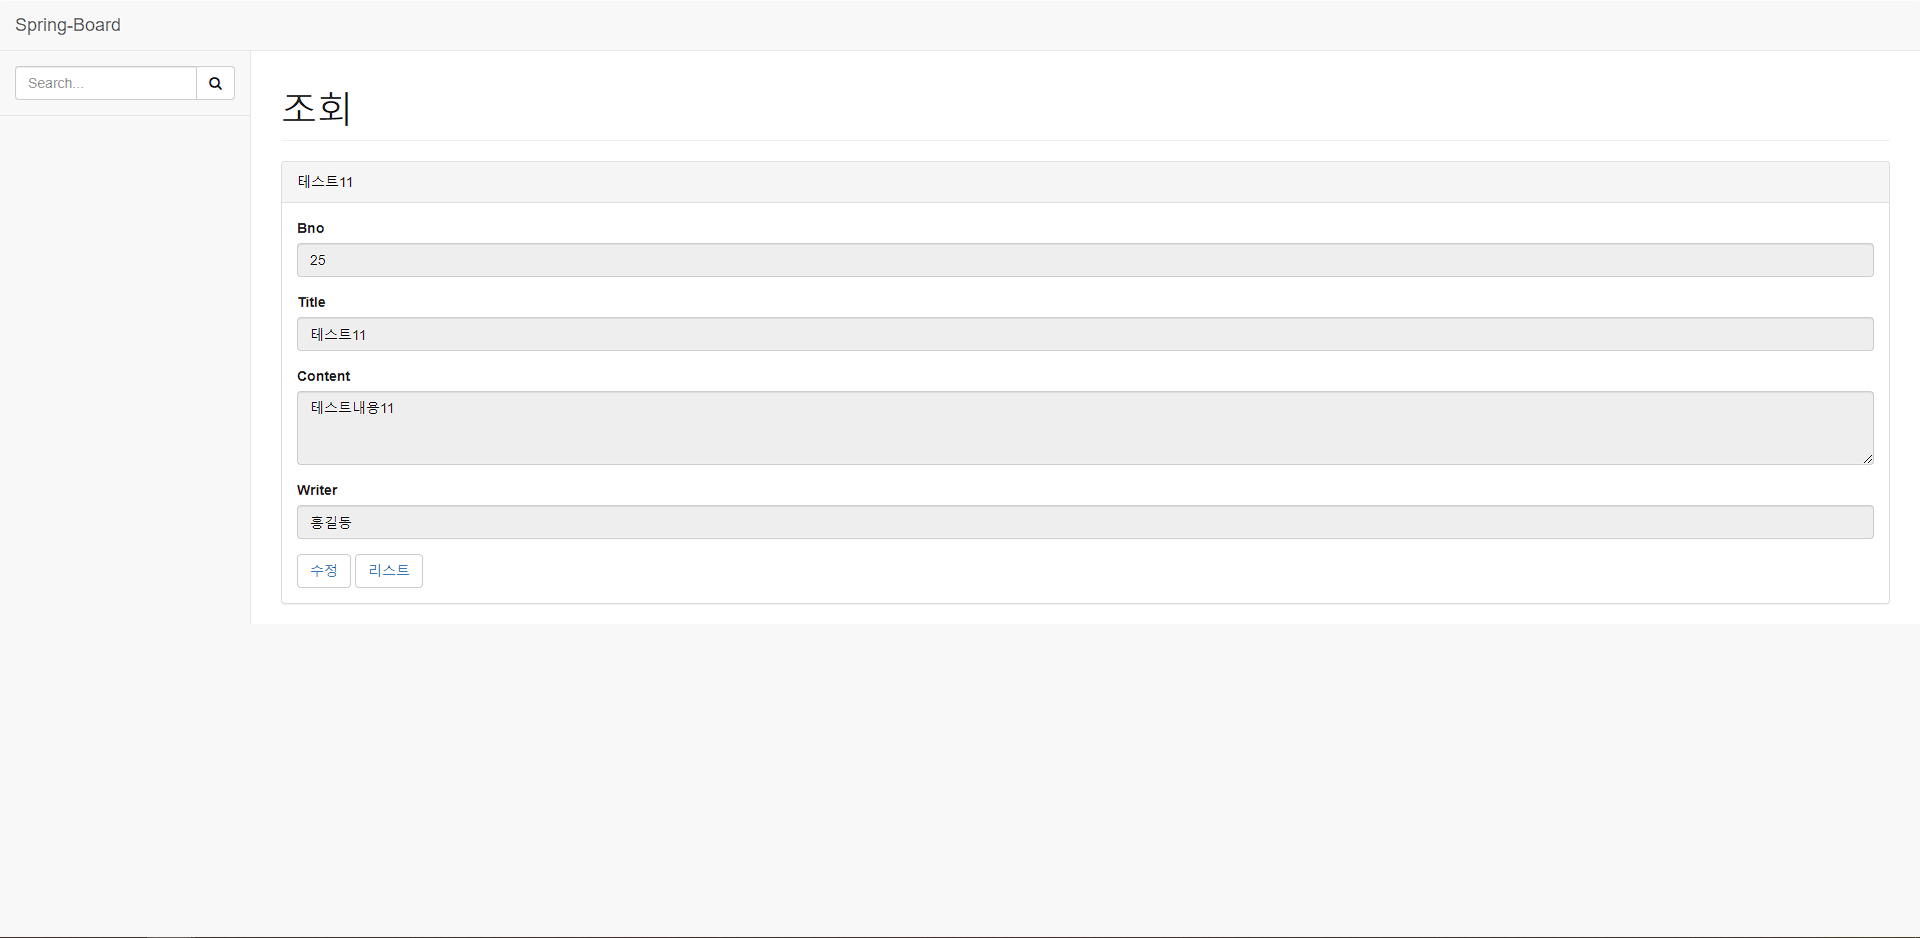 Spring-Board
Search...
조회
테스트11
Bno
25
Title
테스트11
Content
테스트내용11
Writer
홍길동
수정 리스트